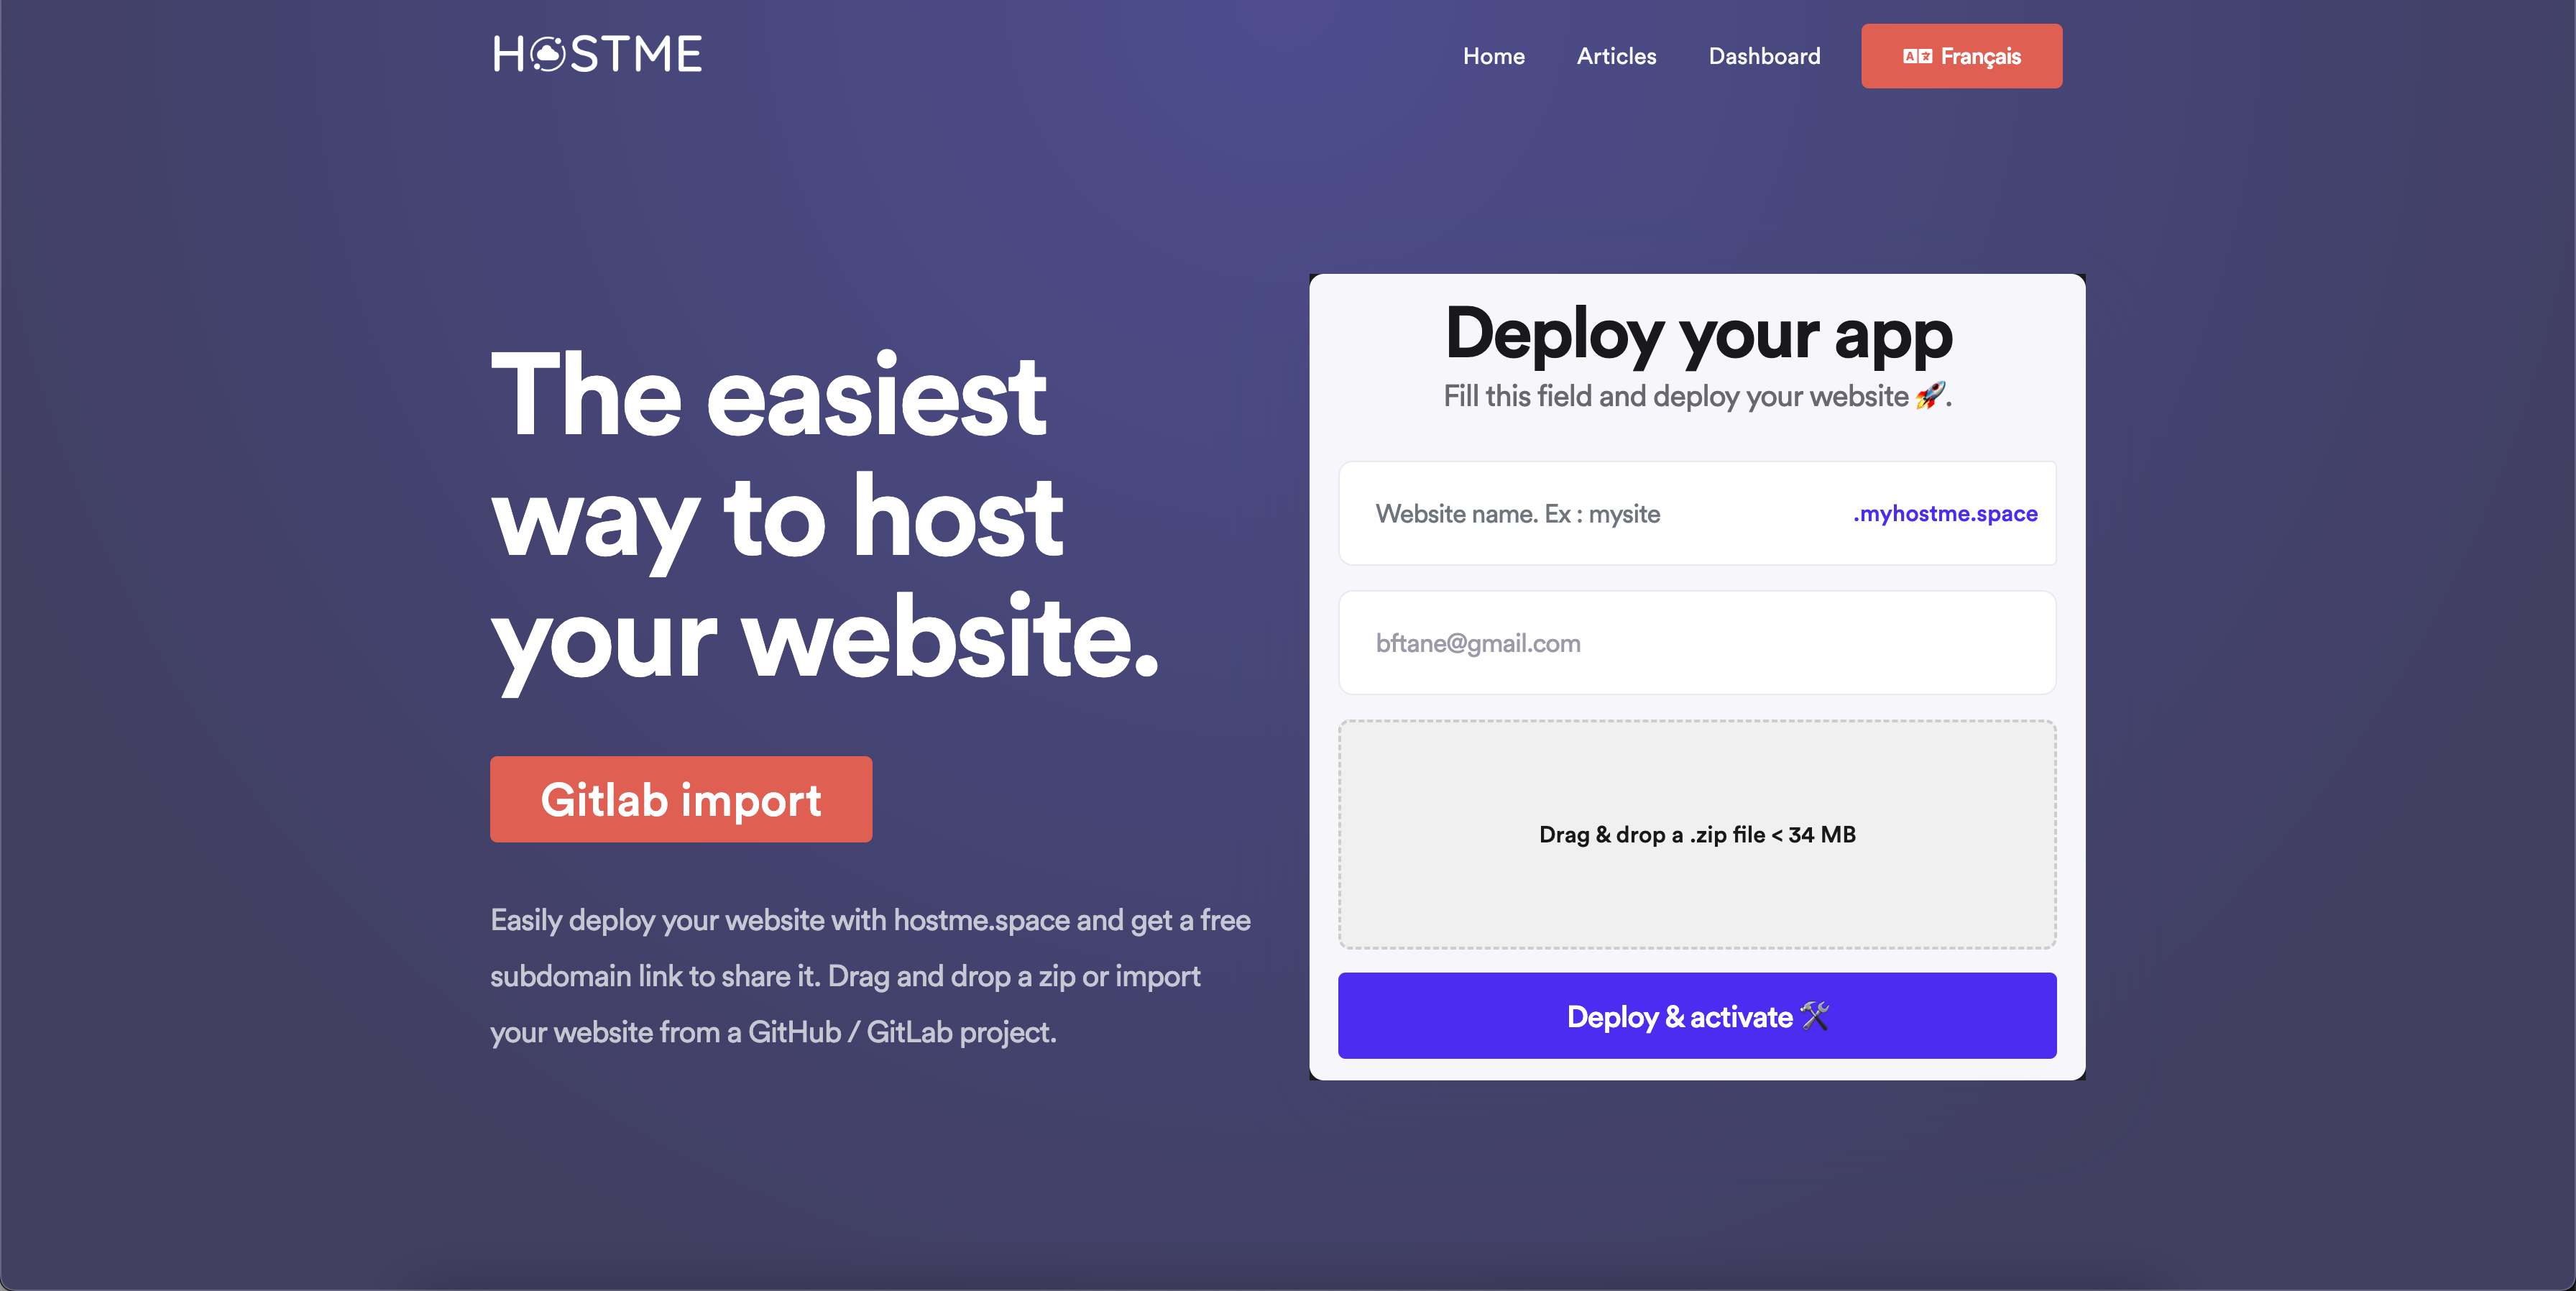 HOSTME
Home
Articles
Dashboard
Français
The easiest
way to host
your website.
Gitlab import
Easily deploy your website with hostme.space and get a free
subdomain link to share it. Drag and drop a zip or import
your website from a GitHub / GitLab project.
Deploy your app
Fill this field and deploy your website 🚀.
Website name. Ex : mysite
.myhostme.space
bftane@gmail.com
Drag & drop a .zip file < 34 MB
Deploy & activate 🛠